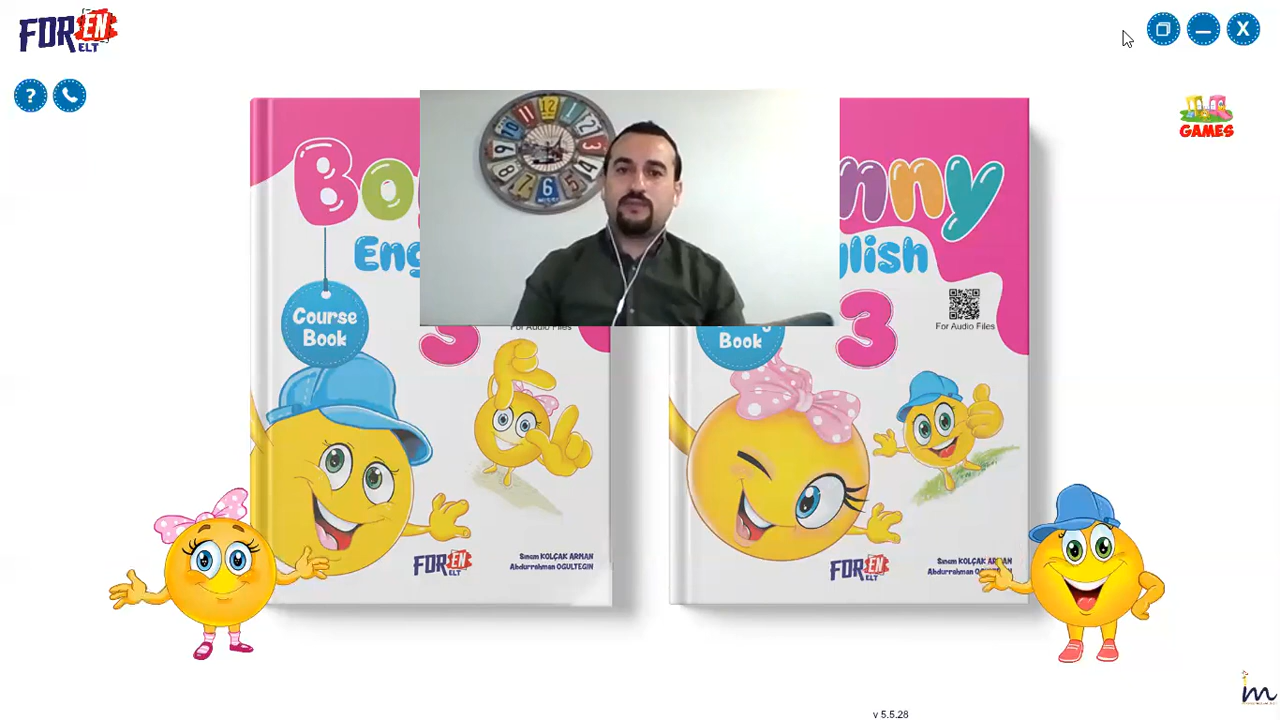 FOR EN
ELT
GAMES
nny
Eng
glish
Course
Book
3
For Audio Files
Book
3
For Audio Files
FOR EN
ELT
Sinem KOLÇAK ARMAN
Abdurrahman OGULTEGIN
FOR EN
ELT
Sinem KOLÇAK ARMAN
v 5.5.28